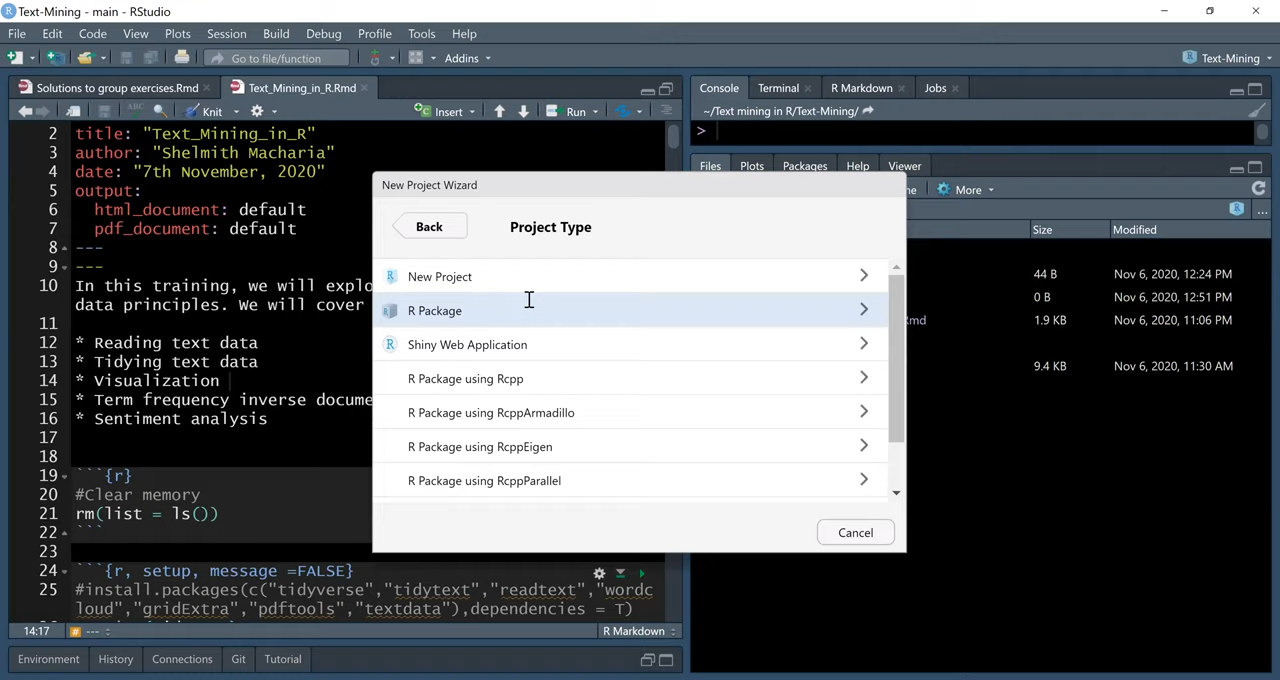 Text-Mining - main - RStudio
File Edit Code View Plots Session Build Debug Profile Tools Help
Go to file/function Addins Text-Mining
Solutions to group exercises.Rmd Text_Mining_in_R.Rmd
Knit Insert Run
2 title: "Text_Mining_in_R"
3 author: "Shelmith Macharia"
4 date: "7th November, 2020"
5 output:
6 html_document: default
7 pdf_document: default
8 ---
9 ---
10 In this training, we will explo
data principles. We will cover
11
12 * Reading text data
13 * Tidying text data
14 * Visualization
15 * Term frequency inverse docume
16 * Sentiment analysis
17
18
19 ```{r}
20 #Clear memory
21 rm(list = ls())
22 ```
23
24 ```{r, setup, message =FALSE}
25 #install.packages(c("tidyverse","tidytext","readtext","wordc
loud","gridExtra","pdftools","textdata"),dependencies = T)
14:17 # --- R Markdown
Environment History Connections Git Tutorial
Console Terminal R Markdown Jobs
~/Text mining in R/Text-Mining/
>
Files Plots Packages Help Viewer
me More
Size Modified
44 B Nov 6, 2020, 12:24 PM
0 B Nov 6, 2020, 12:51 PM
Rmd 1.9 KB Nov 6, 2020, 11:06 PM
9.4 KB Nov 6, 2020, 11:30 AM
New Project Wizard
Back Project Type
New Project
R Package
Shiny Web Application
R Package using Rcpp
R Package using RcppArmadillo
R Package using RcppEigen
R Package using RcppParallel
Cancel